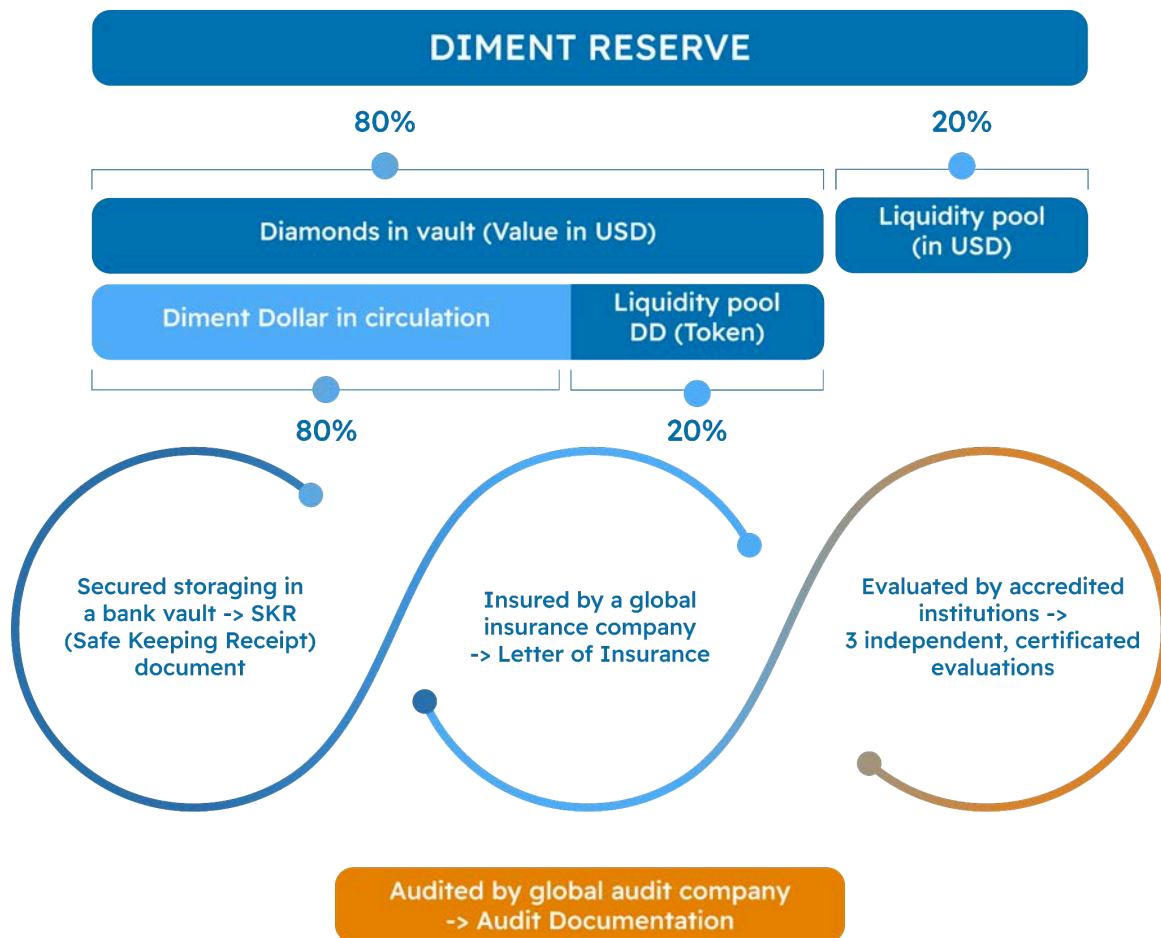 DIMENT RESERVE
80%
20%
Diamonds in vault (Value in USD)
Liquidity pool
(in USD)
Diment Dollar in circulation
Liquidity pool
DD (Token)
80%
20%
Secured storaging in
a bank vault -> SKR
(Safe Keeping Receipt)
document
Insured by a global
insurance company
-> Letter of Insurance
Evaluated by accredited
institutions ->
3 independent, certificated
evaluations
Audited by global audit company
-> Audit Documentation